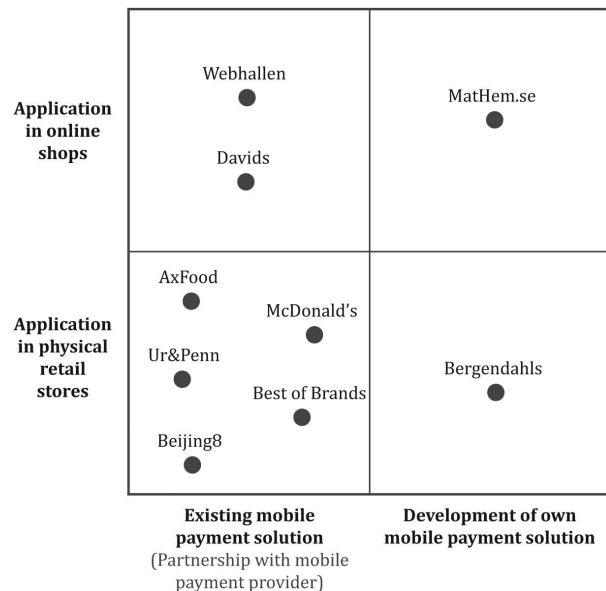 Webhallen
MatHem.se
Application
in online
shops
Davids
AxFood
McDonald's
Application
in physical
retail
stores
Ur&Penn
Bergendahls
Best of Brands
Beijing8
Existing mobile
payment solution
(Partnership with mobile
payment provider)
Development of own
mobile payment solution